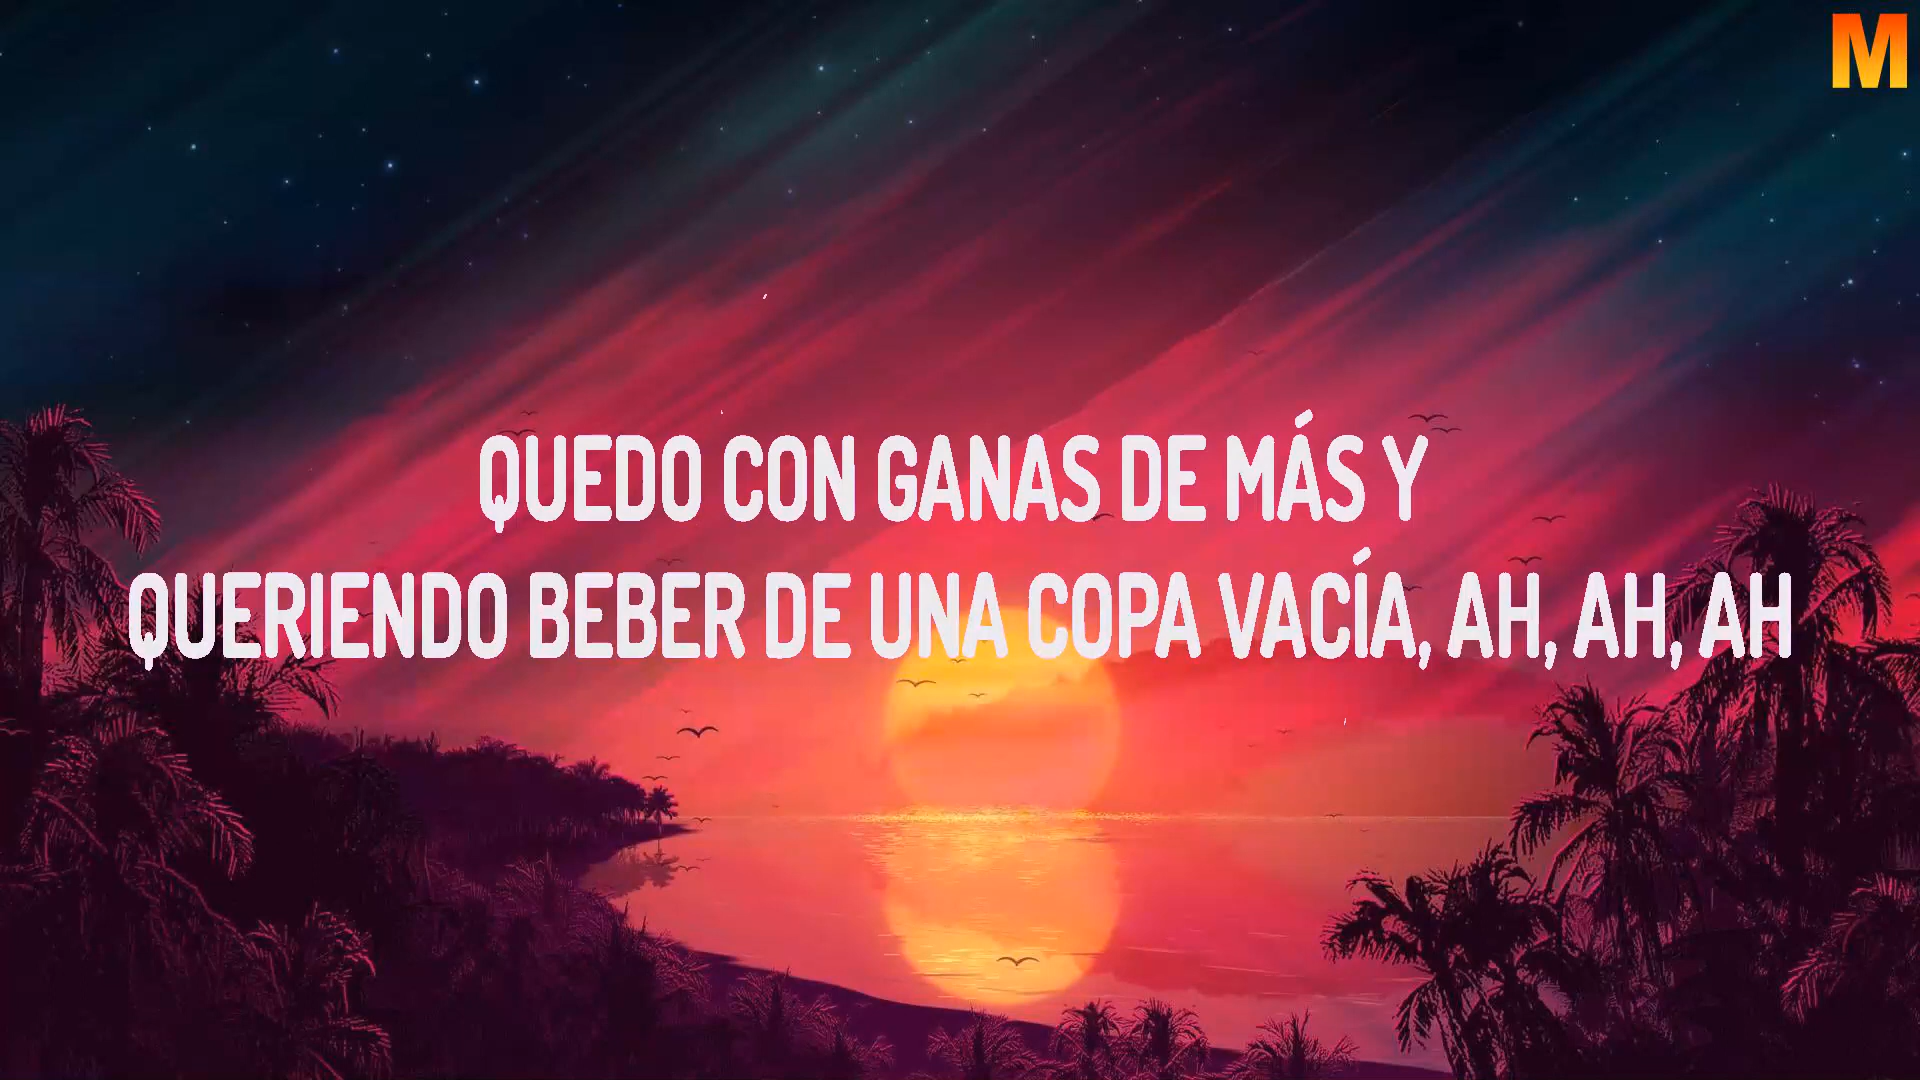 M
QUEDO CON GANAS DE MÁS Y
QUERIENDO BEBER DE UNA COPA VACÍA, AH, AH, AH